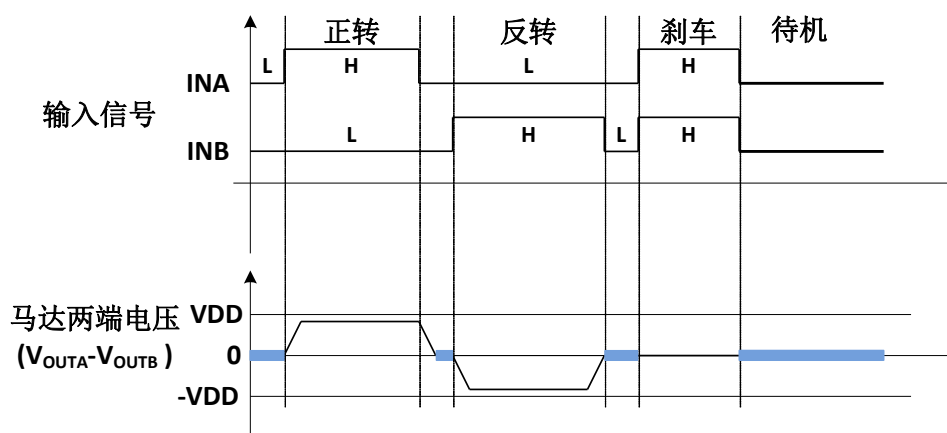 正转 反转 刹车 待机
L H L H
INA
输入信号
L H L H
INB
马达两端电压 VDD
(VOUTA-VOUTB ) 0
-VDD